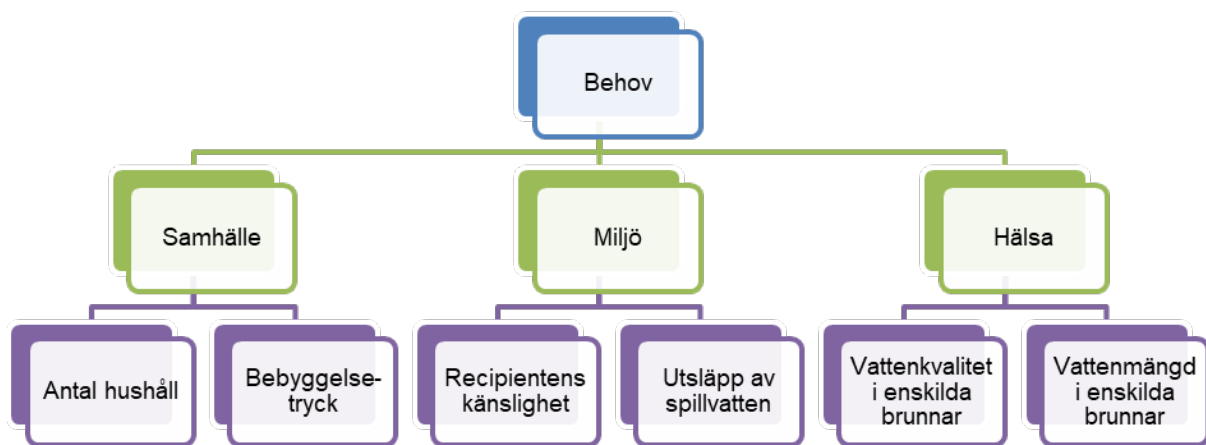 Behov
Samhälle
Miljö
Hälsa
Antal hushåll
Bebyggelse-
tryck
Recipientens
känslighet
Utsläpp av
spillvatten
Vattenkvalitet
i enskilda
brunnar
Vattenmängd
i enskilda
brunnar